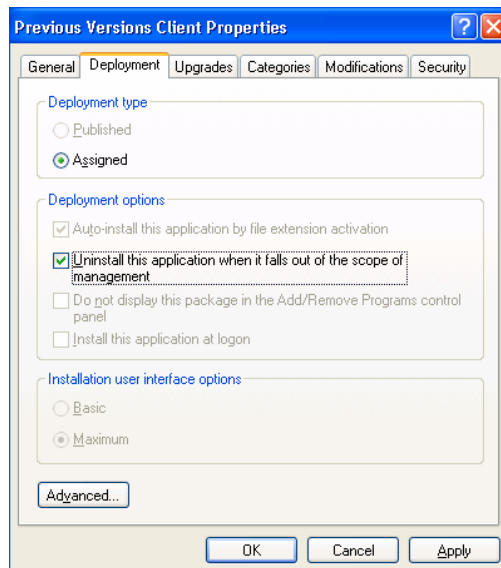 Previous Versions Client Properties
General Deployment Upgrades Categories Modifications Security
Deployment type
Published
Assigned
Deployment options
Auto-install this application by file extension activation
Uninstall this application when it falls out of the scope of
management
Do not display this package in the Add/Remove Programs control
panel
Install this application at logon
Installation user interface options
Basic
Maximum
Advanced...
OK Cancel Apply